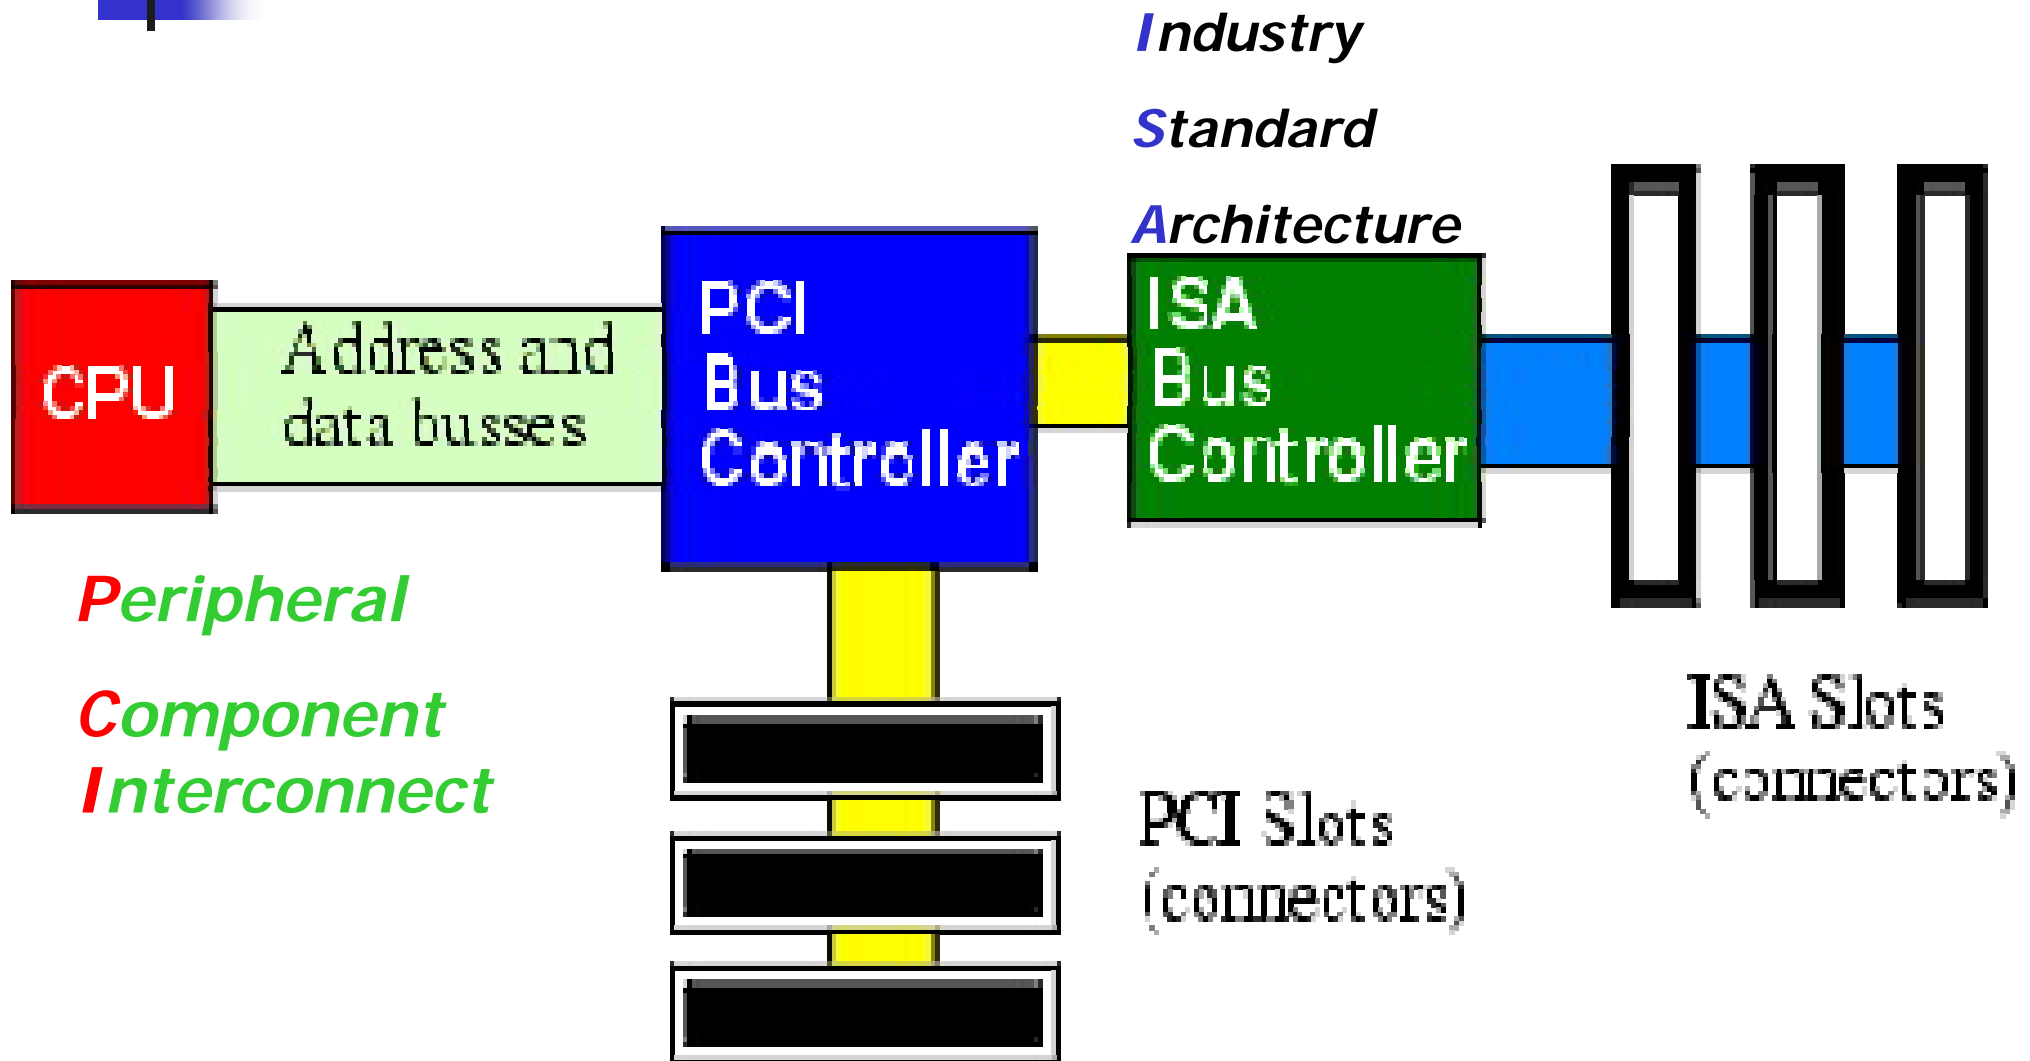 Industry
Standard
Architecture
CPU
Address and
data busses
PCI
Bus
Controller
ISA
Bus
Controller
Peripheral
Component
Interconnect
ISA Slots
(connectors)
PCI Slots
(connectors)